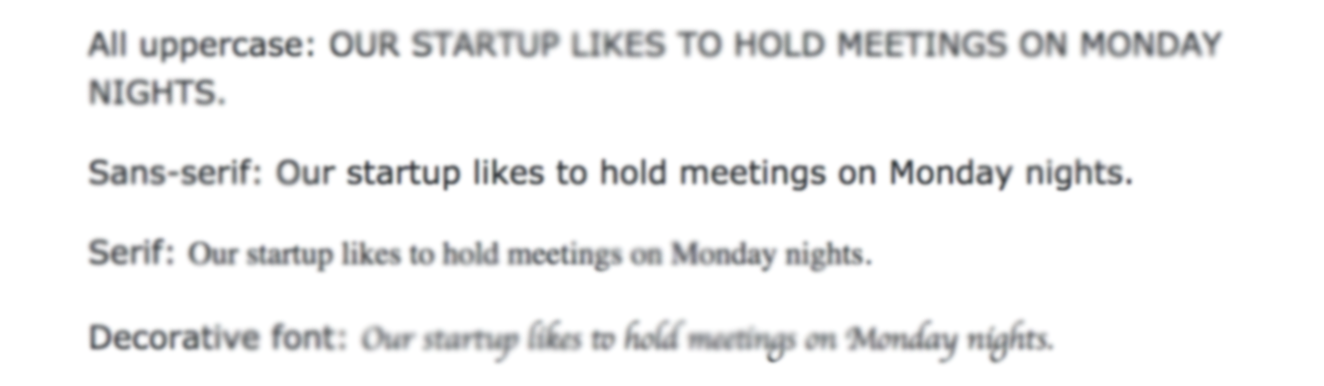 All uppercase: OUR STARTUP LIKES TO HOLD MEETINGS ON MONDAY
NIGHTS.
Sans-serif: Our startup likes to hold meetings on Monday nights.
Serif: Our startup likes to hold meetings on Monday nights.
Decorative font: Our startup likes to hold meetings on Monday nights.